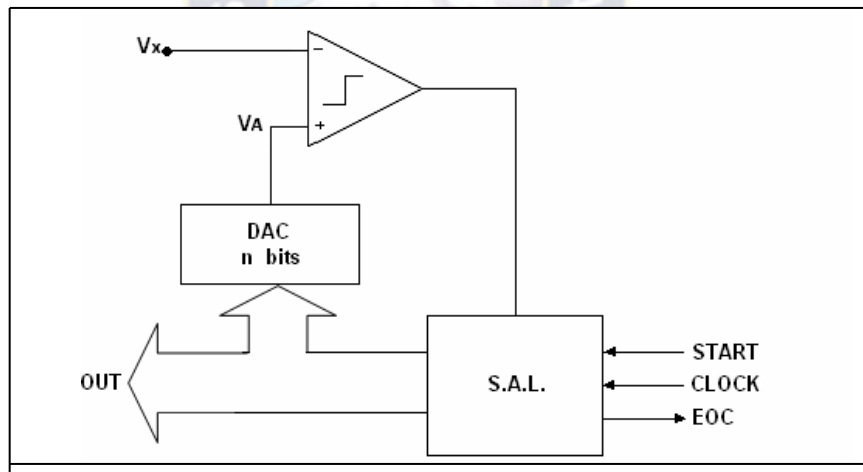 Vx
−
VA
+
DAC
n bits
OUT
S.A.L.
START
CLOCK
EOC